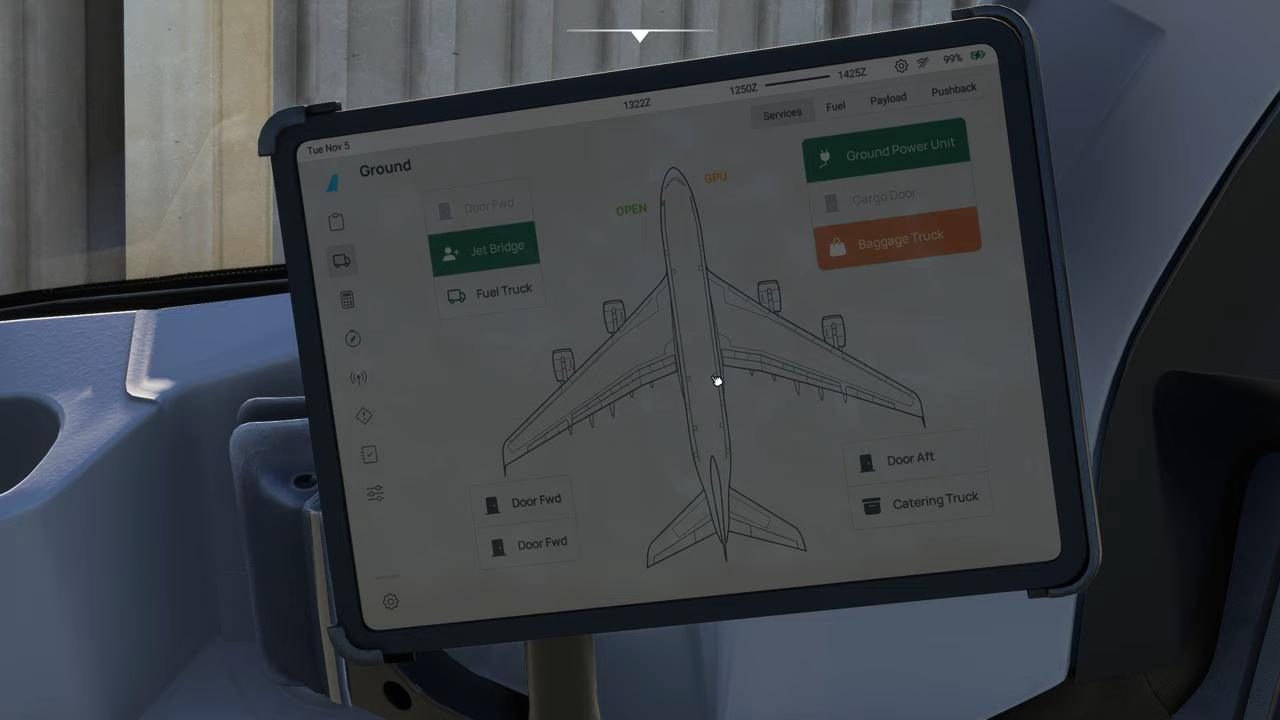 Tue Nov 5
1322Z
1250Z
1425Z
99%
Ground
Services
Fuel
Payload
Pushback
Door Fwd
Jet Bridge
Fuel Truck
OPEN
GPU
Ground Power Unit
Cargo Door
Baggage Truck
Door Fwd
Door Fwd
Door Aft
Catering Truck